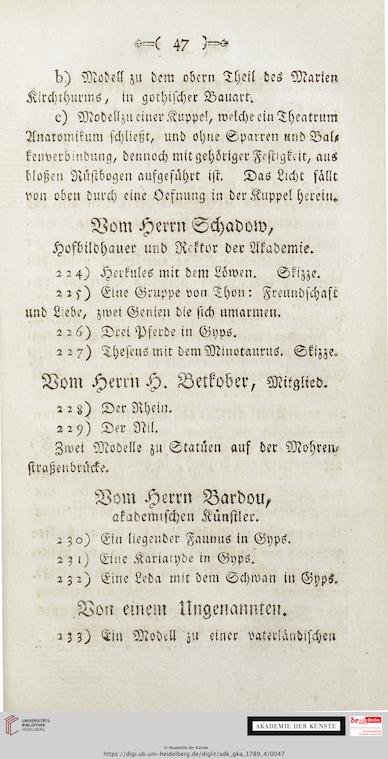 ( 47 )
b.) Modell zu dem obern Theil des Marien
Kirchthurms, in gothischer Bauart.
c) Modell zu einer Kuppel, welche ein Theatrum
Anatomikum schließt, und ohne Sparren und Bal⸗
kenverbindung, dennoch mit gehöriger Festigkeit, aus
bloßen Rüstbogen aufgeführt ist. Das Licht fällt
von oben durch eine Oefnung in der Kuppel herein.
Vom Herrn Schadow,
Hofbildhauer und Rektor der Akademie.
224) Herkules mit dem Löwen. Skizze.
225) Eine Gruppe von Thon: Freundschaft
und Liebe, zwei Genien die sich umarmen.
226) Drei Pferde in Gyps.
227) Theseus mit dem Minotaurus. Skizze.
Vom Herrn H. Betkober, Mitglied.
228) Der Rhein.
229) Der Nil.
Zwei Modelle zu Statüen auf der Mohren⸗
straßenbrücke.
Vom Herrn Bardou,
akademischen Künstler.
230) Ein liegender Faunus in Gyps.
231) Eine Kariatyde in Gyps.
232) Eine Leda mit dem Schwan in Gyps.
Von einem Ungenannten.
233) Ein Modell zu einer vaterländischen
UNIVERSITÄTS-
BIBLIOTHEK
HEIDELBERG
AKADEMIE DER KÜNSTE
© Akademie der Künste
https://digi.ub.uni-heidelberg.de/diglit/adk_gka_1789_4/0047